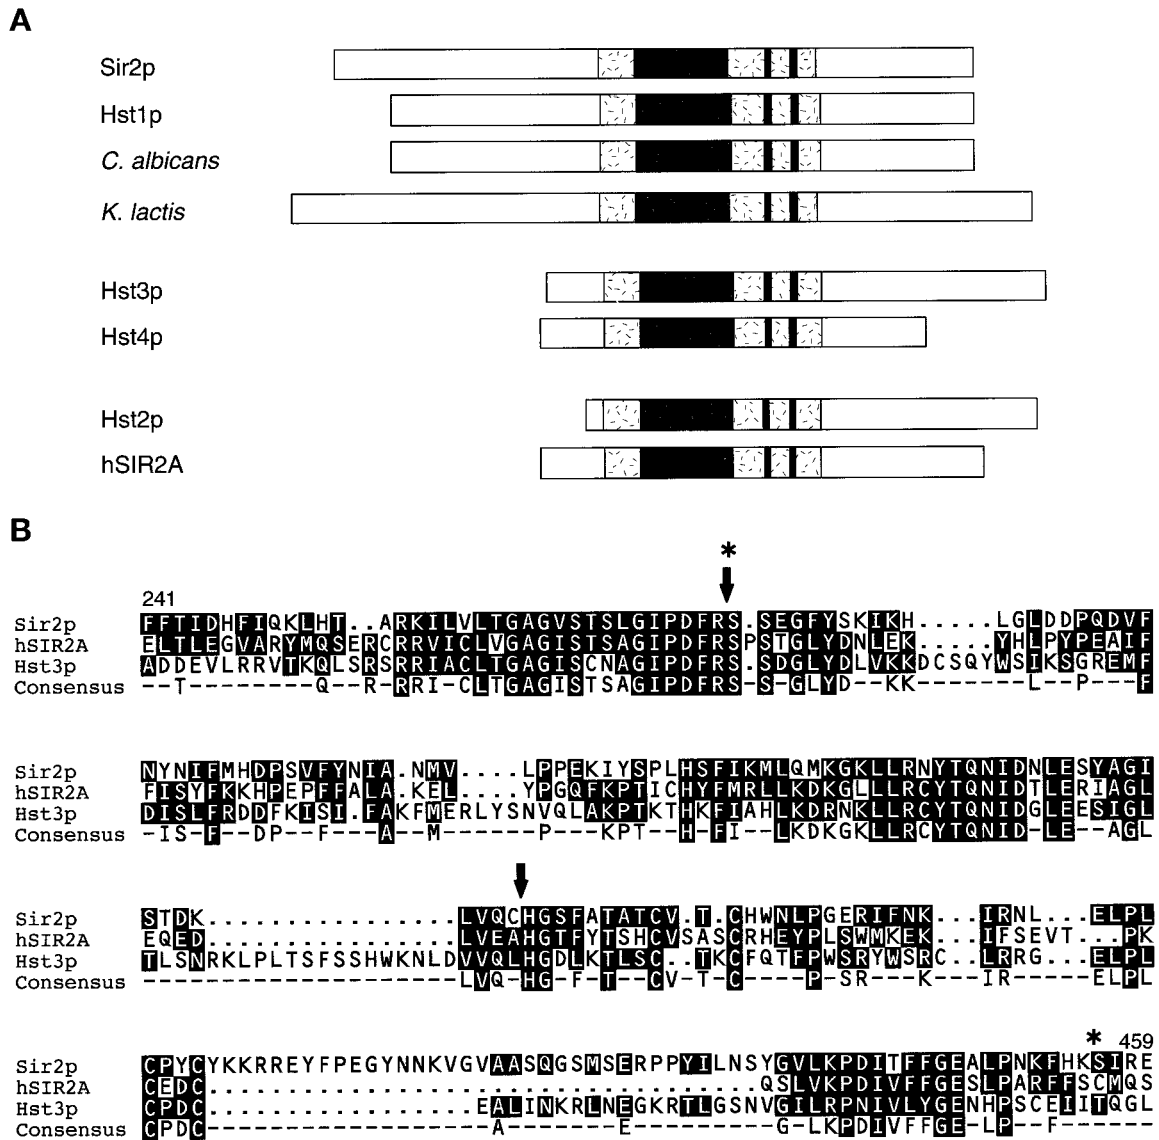 A
Sir2p
Hst1p
C. albicans
K. lactis
Hst3p
Hst4p
Hst2p
hSIR2A
B
*
241
Sir2p FFTIDHFIQKLHT..ARKILVLTGAGVSTSLGIPDFRS.SEGFYSKIKH.....LGLDDPQDVF
hSIR2A ELTLEGVARYMQSERCRRVICLVGAGISTSAGIPDFRSPSTGLYDNLEK.....YHLPYPEAIF
Hst3p ADDEVLRRVTKQLSRSRRIACLTGAGISCNAGIPDFRS.SDGLYDLVKKDCSQYWSIKSGREMF
Consensus --T--------Q--R-RRI-CLTGAGISTSAGIPDFRS-S-GLYD--KK-------L--P---F
Sir2p NYNIFMHDPSVFYNIA.NMV....LPPEKIYSPLHSFIKMLQMKGKLLRNYTQNIDNLESYAGI
hSIR2A FISYFKKHPEPFFALA.KEL....YPGQFKPTICHYFMRLLKDKGLLLRCYTQNIDTLERIAGL
Hst3p DISLFRDDFKISI.FAKFMERLYSNVQLAKPTKTHKFIAHLKDRNKLLRCYTQNIDGLEESIGL
Consensus -IS-F--DP--F---A--M------P---KPT--H-FI--LKDKGKLLRCYTQNID-LE--AGL
Sir2p STDK................LVQCHGSFATATCV.T.CHWNLPGERIFNK...IRNL...ELPL
hSIR2A EQED................LVEAHGTFYTSHCVSASCRHEYPLSWMKEK...IFSEVT...PK
Hst3p TLSNRKLPLTSFSSHWKNLDVVQLHGDLKTLSC..TKCFQTFPWSRYWSRC..LRRG...ELPL
Consensus --------------------LVQ-HG-F-T--CV-T-C----P-SR---K---IR-----ELPL
* 459
Sir2p CPYCYKKRREYFPEGYNNKVGVAASQGSMSERPPYILNSYGVLKPDITFFGEALPNKFHKSIRE
hSIR2A CEDC...................................QSLVKPDIVFFGESLPARFFSCMQS
Hst3p CPDC.................EALINKRLNEGKRTLGSNVGILRPNIVLYGENHPSCEIITQGL
Consensus CPDC------------------A-------E---------G-LKPDIVFFGE-LP--F------